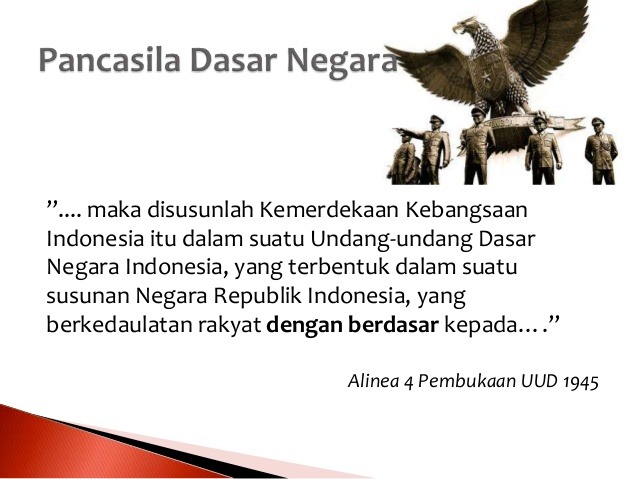 Pancasila Dasar Negara
”.... maka disusunlah Kemerdekaan Kebangsaan
Indonesia itu dalam suatu Undang-undang Dasar
Negara Indonesia, yang terbentuk dalam suatu
susunan Negara Republik Indonesia, yang
berkedaulatan rakyat dengan berdasar kepada….”
Alinea 4 Pembukaan UUD 1945